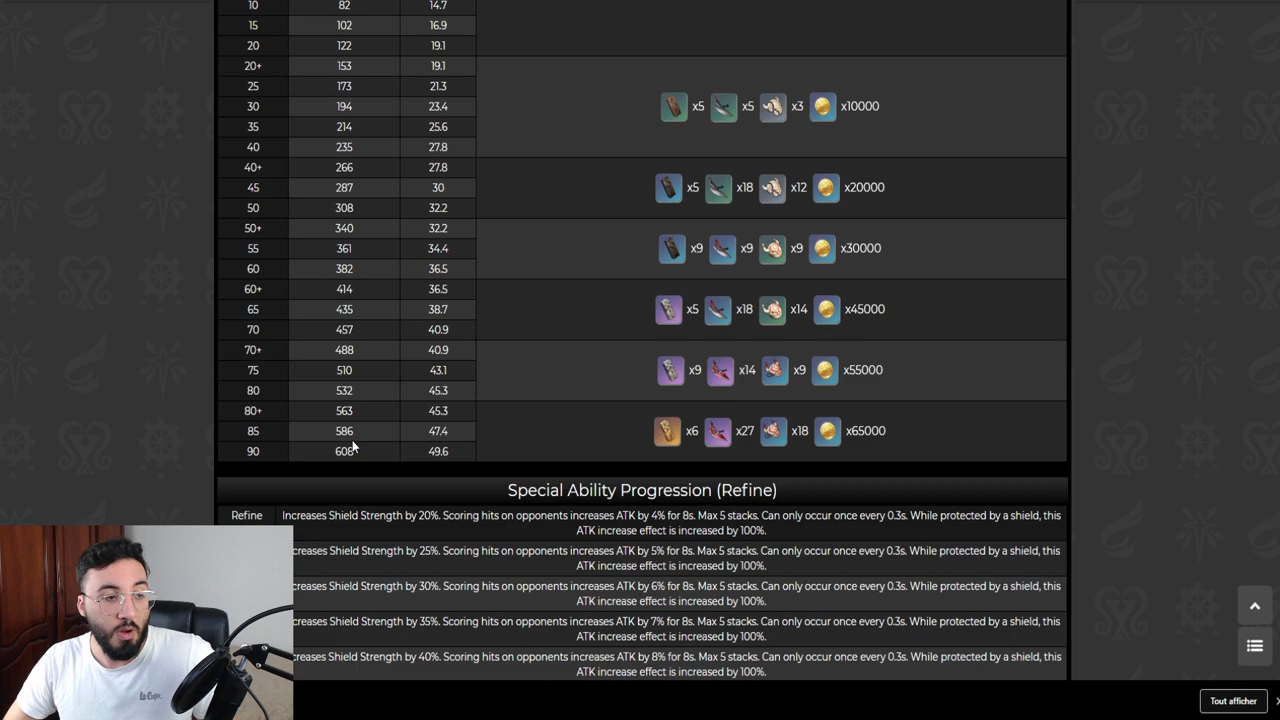 10 82 14.7
15 102 16.9
20 122 19.1
20+ 153 19.1
25 173 21.3
30 194 23.4
35 214 25.6
40 235 27.8
x5 x5 x3 x10000
40+ 266 27.8
45 287 30
50 308 32.2
x5 x18 x12 x20000
50+ 340 32.2
55 361 34.4
60 382 36.5
x9 x9 x9 x30000
60+ 414 36.5
65 435 38.7
70 457 40.9
x5 x18 x14 x45000
70+ 488 40.9
75 510 43.1
80 532 45.3
x9 x14 x9 x55000
80+ 563 45.3
85 586 47.4
90 608 49.6
x6 x27 x18 x65000
Special Ability Progression (Refine)
Refine
Increases Shield Strength by 20%. Scoring hits on opponents increases ATK by 4% for 8s. Max 5 stacks. Can only occur once every 0.3s. While protected by a shield, this
ATK increase effect is increased by 100%.
creases Shield Strength by 25%. Scoring hits on opponents increases ATK by 5% for 8s. Max 5 stacks. Can only occur once every 0.3s. While protected by a shield, this
ATK increase effect is increased by 100%.
creases Shield Strength by 30%. Scoring hits on opponents increases ATK by 6% for 8s. Max 5 stacks. Can only occur once every 0.3s. While protected by a shield, this
ATK increase effect is increased by 100%.
creases Shield Strength by 35%. Scoring hits on opponents increases ATK by 7% for 8s. Max 5 stacks. Can only occur once every 0.3s. While protected by a shield, this
ATK increase effect is increased by 100%.
creases Shield Strength by 40%. Scoring hits on opponents increases ATK by 8% for 8s. Max 5 stacks. Can only occur once every 0.3s. While protected by a shield, this
ATK increase effect is increased by 100%.
Tout afficher